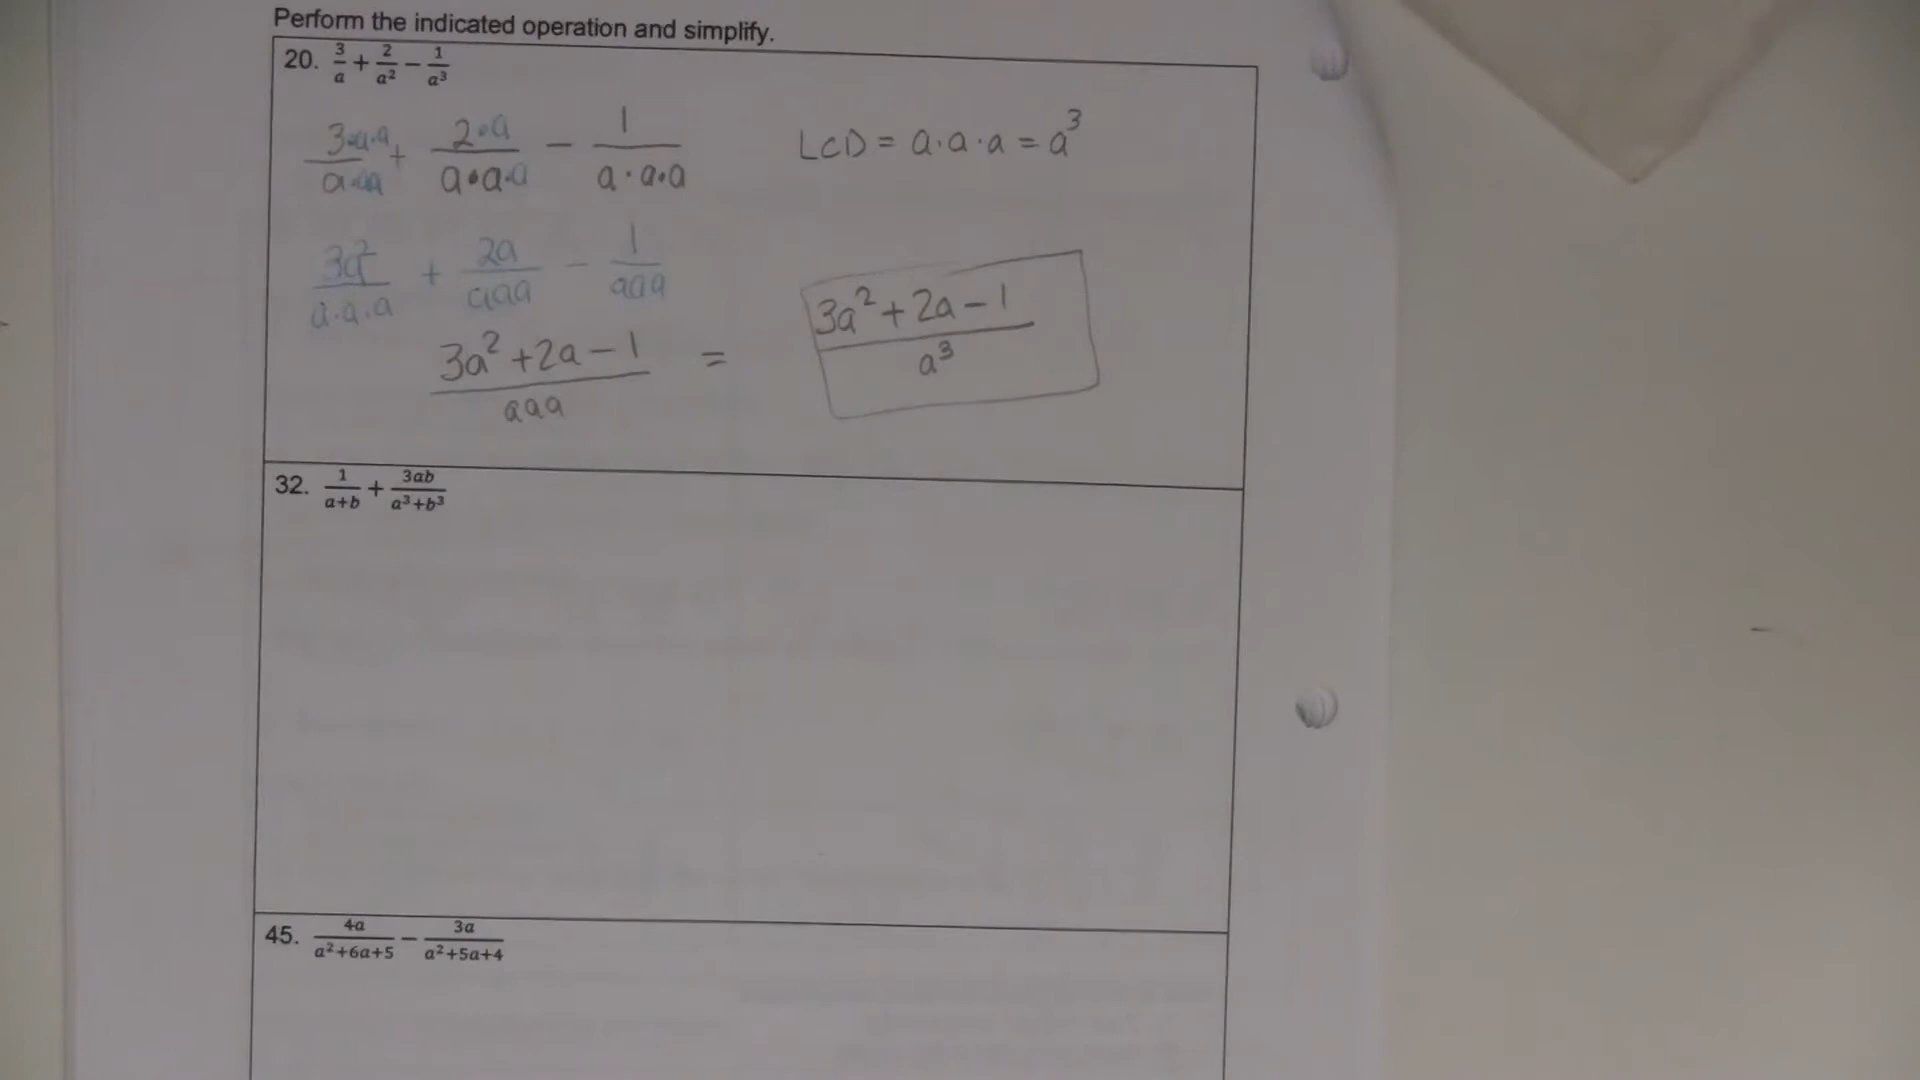 Perform the indicated operation and simplify.
20. 3/a + 2/a² − 1/a³
3·a·a/a·aa + 2·a/a·a·a − 1/a·a·a
LCD = a·a·a = a³
3a²/a·a·a + 2a/aaa − 1/aaa
3a²+2a−1/aaa = 3a²+2a−1/a³
32. 1/a+b + 3ab/a³+b³
45. 4a/a²+6a+5 − 3a/a²+5a+4